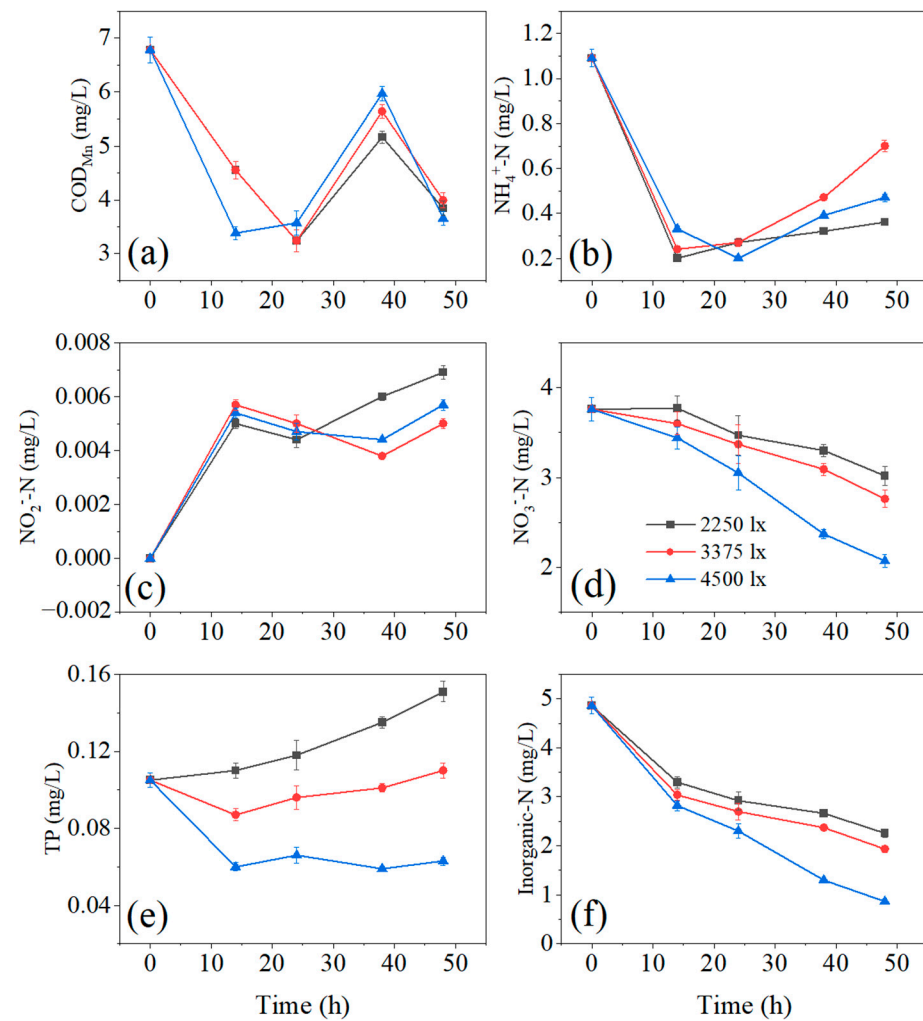 7
6
5
4
3
COD_Mn (mg/L)
(a)
0 10 20 30 40 50
1.2
1.0
0.8
0.6
0.4
0.2
NH₄⁺-N (mg/L)
(b)
0 10 20 30 40 50
0.008
0.006
0.004
0.002
0.000
−0.002
NO₂⁻-N (mg/L)
(c)
0 10 20 30 40 50
4
3
2
NO₃⁻-N (mg/L)
2250 lx
3375 lx
4500 lx
(d)
0 10 20 30 40 50
0.16
0.12
0.08
0.04
TP (mg/L)
(e)
0 10 20 30 40 50
Time (h)
5
4
3
2
1
0
Inorganic-N (mg/L)
(f)
0 10 20 30 40 50
Time (h)